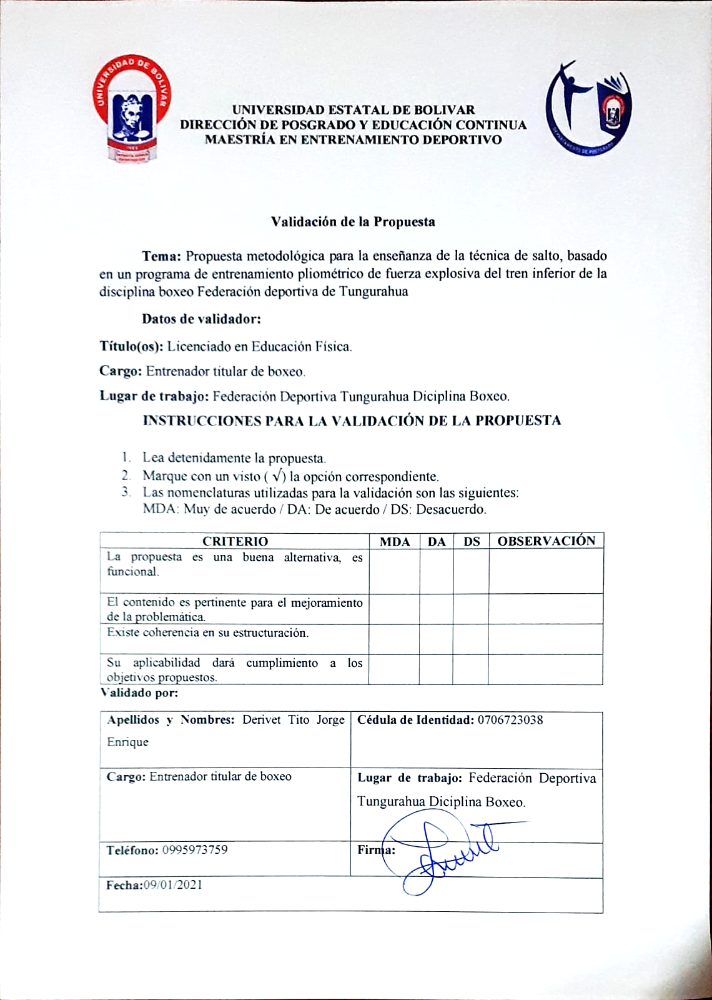 UNIVERSIDAD DE BOLIVAR
DEPARTAMENTO DE POSTGRADO
UNIVERSIDAD ESTATAL DE BOLIVAR
DIRECCIÓN DE POSGRADO Y EDUCACIÓN CONTINUA
MAESTRÍA EN ENTRENAMIENTO DEPORTIVO
Validación de la Propuesta
Tema: Propuesta metodológica para la enseñanza de la técnica de salto, basado
en un programa de entrenamiento pliométrico de fuerza explosiva del tren inferior de la
disciplina boxeo Federación deportiva de Tungurahua
Datos de validador:
Título(os): Licenciado en Educación Física.
Cargo: Entrenador titular de boxeo.
Lugar de trabajo: Federación Deportiva Tungurahua Diciplina Boxeo.
INSTRUCCIONES PARA LA VALIDACIÓN DE LA PROPUESTA
1. Lea detenidamente la propuesta.
2. Marque con un visto ( √) la opción correspondiente.
3. Las nomenclaturas utilizadas para la validación son las siguientes:
MDA: Muy de acuerdo / DA: De acuerdo / DS: Desacuerdo.
CRITERIO MDA DA DS OBSERVACIÓN
La propuesta es una buena alternativa, es
funcional.
El contenido es pertinente para el mejoramiento
de la problemática.
Existe coherencia en su estructuración.
Su aplicabilidad dará cumplimiento a los
objetivos propuestos.
Validado por:
Apellidos y Nombres: Derivet Tito Jorge
Enrique
Cédula de Identidad: 0706723038
Cargo: Entrenador titular de boxeo
Lugar de trabajo: Federación Deportiva
Tungurahua Diciplina Boxeo.
Teléfono: 0995973759
Firma:
Fecha:09/01/2021